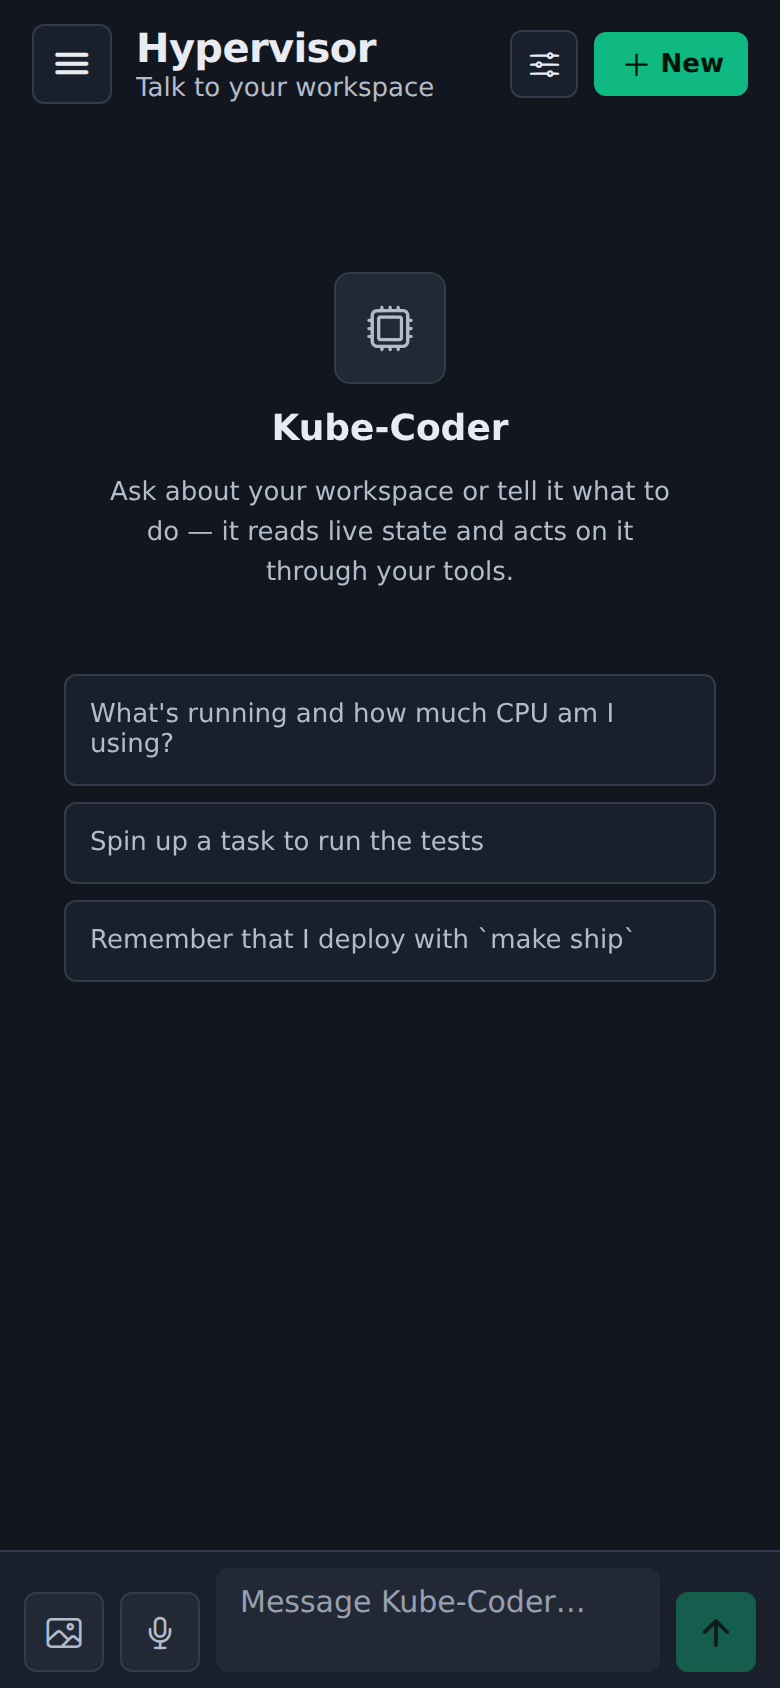 Hypervisor
Talk to your workspace
New
Kube-Coder
Ask about your workspace or tell it what to
do — it reads live state and acts on it
through your tools.
What's running and how much CPU am I
using?
Spin up a task to run the tests
Remember that I deploy with `make ship`
Message Kube-Coder...